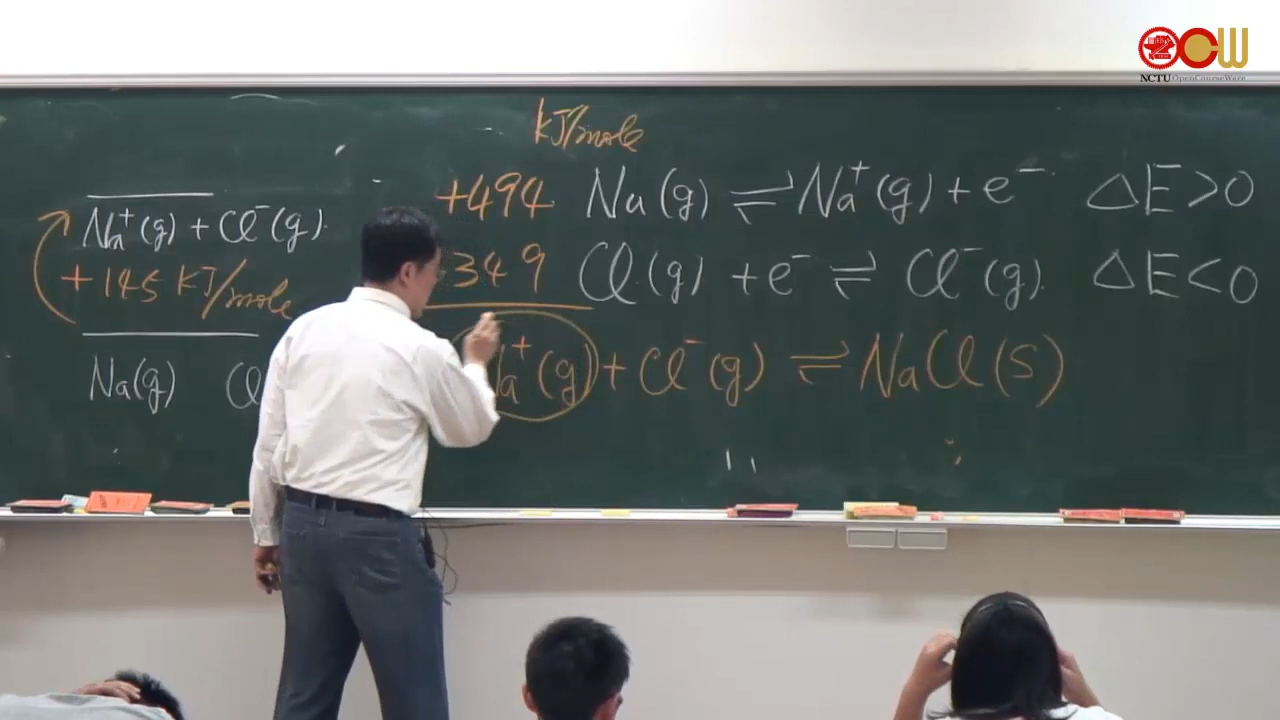 OCW
NCTU OpenCourseWare
kJ/mole
+494 Na(g) ⇌ Na⁺(g) + e⁻ ΔE>0
349 Cl(g) + e⁻ ⇌ Cl⁻(g) ΔE<0
a⁺(g) + Cl⁻(g) ⇌ NaCl(s)
Na⁺(g) + Cl⁻(g)
+145 KJ/mole
Na(g) Cl